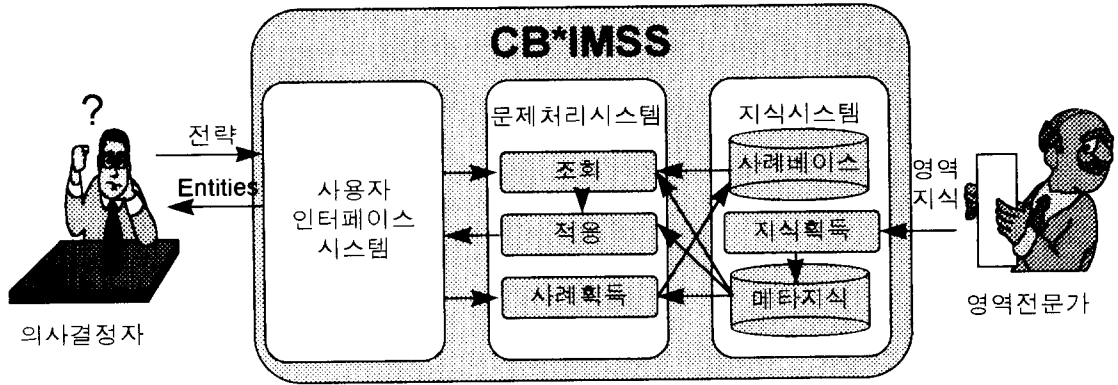 CB*IMSS
?
전략
Entities
의사결정자
사용자
인터페이스
시스템
문제처리시스템
조회
적응
사례획득
지식시스템
사례베이스
지식획득
메타지식
영역
지식
영역전문가